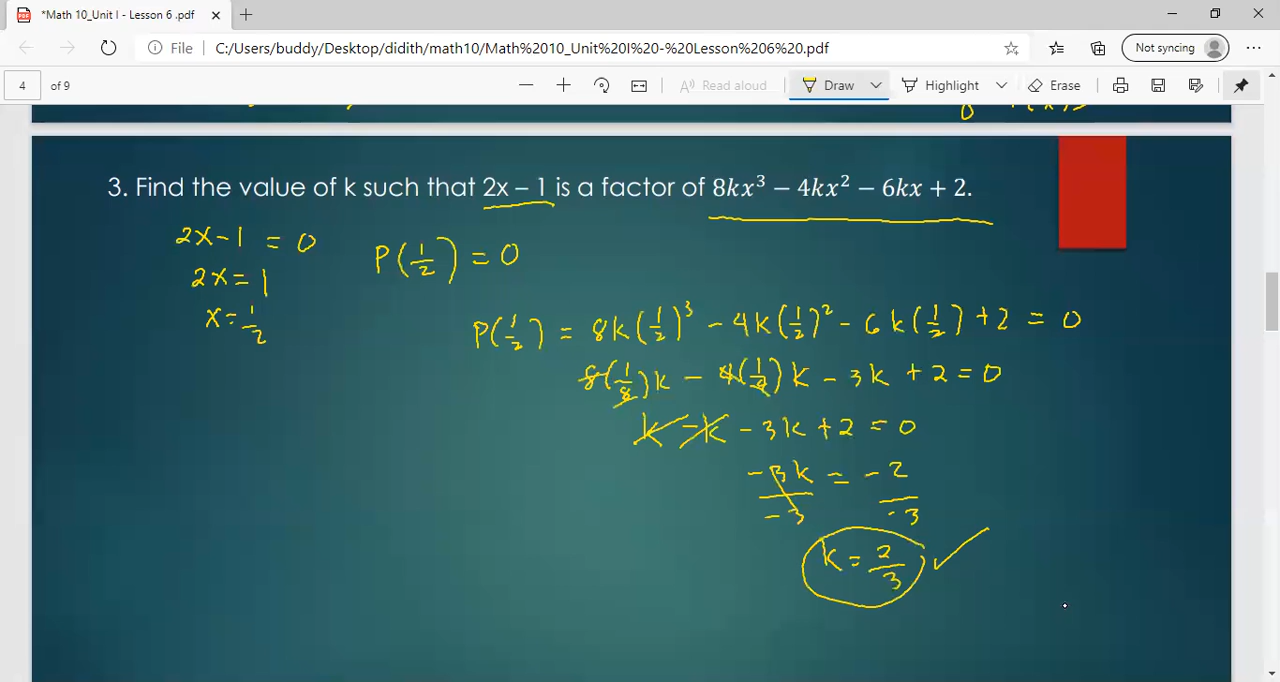 *Math 10_Unit I - Lesson 6 .pdf
File C:/Users/buddy/Desktop/didith/math10/Math%2010_Unit%20I%20-%20Lesson%206%20.pdf Not syncing
4 of 9 Read aloud Draw Highlight Erase
3. Find the value of k such that 2x – 1 is a factor of 8kx³ − 4kx² − 6kx + 2.
2x-1 = 0
2x = 1
x = 1/2
P(1/2) = 0
P(1/2) = 8k(1/2)³ - 4k(1/2)² - 6k(1/2) + 2 = 0
8(1/8)k - 4(1/4)k - 3k + 2 = 0
k - k - 3k + 2 = 0
-3k = -2
-3 -3
k = 2/3